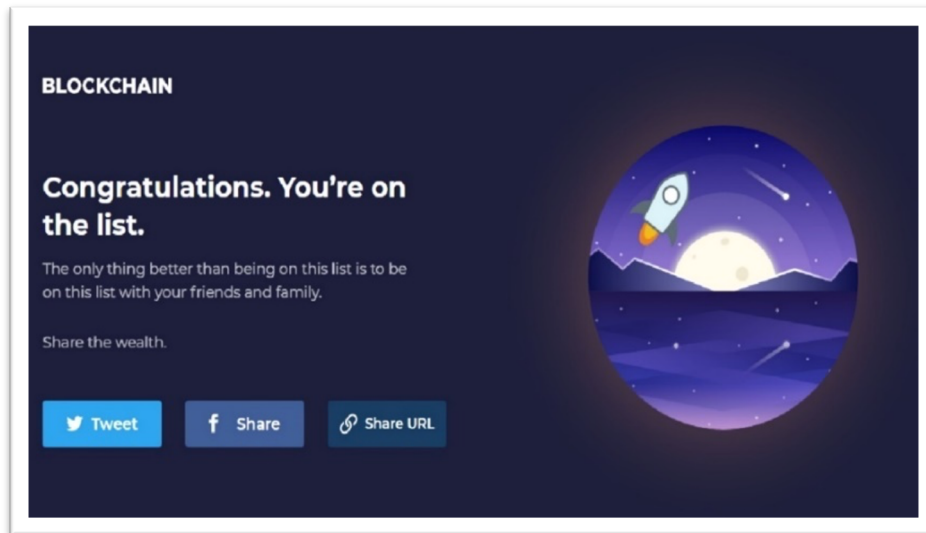 BLOCKCHAIN
Congratulations. You're on
the list.
The only thing better than being on this list is to be
on this list with your friends and family.
Share the wealth.
Tweet
Share
Share URL